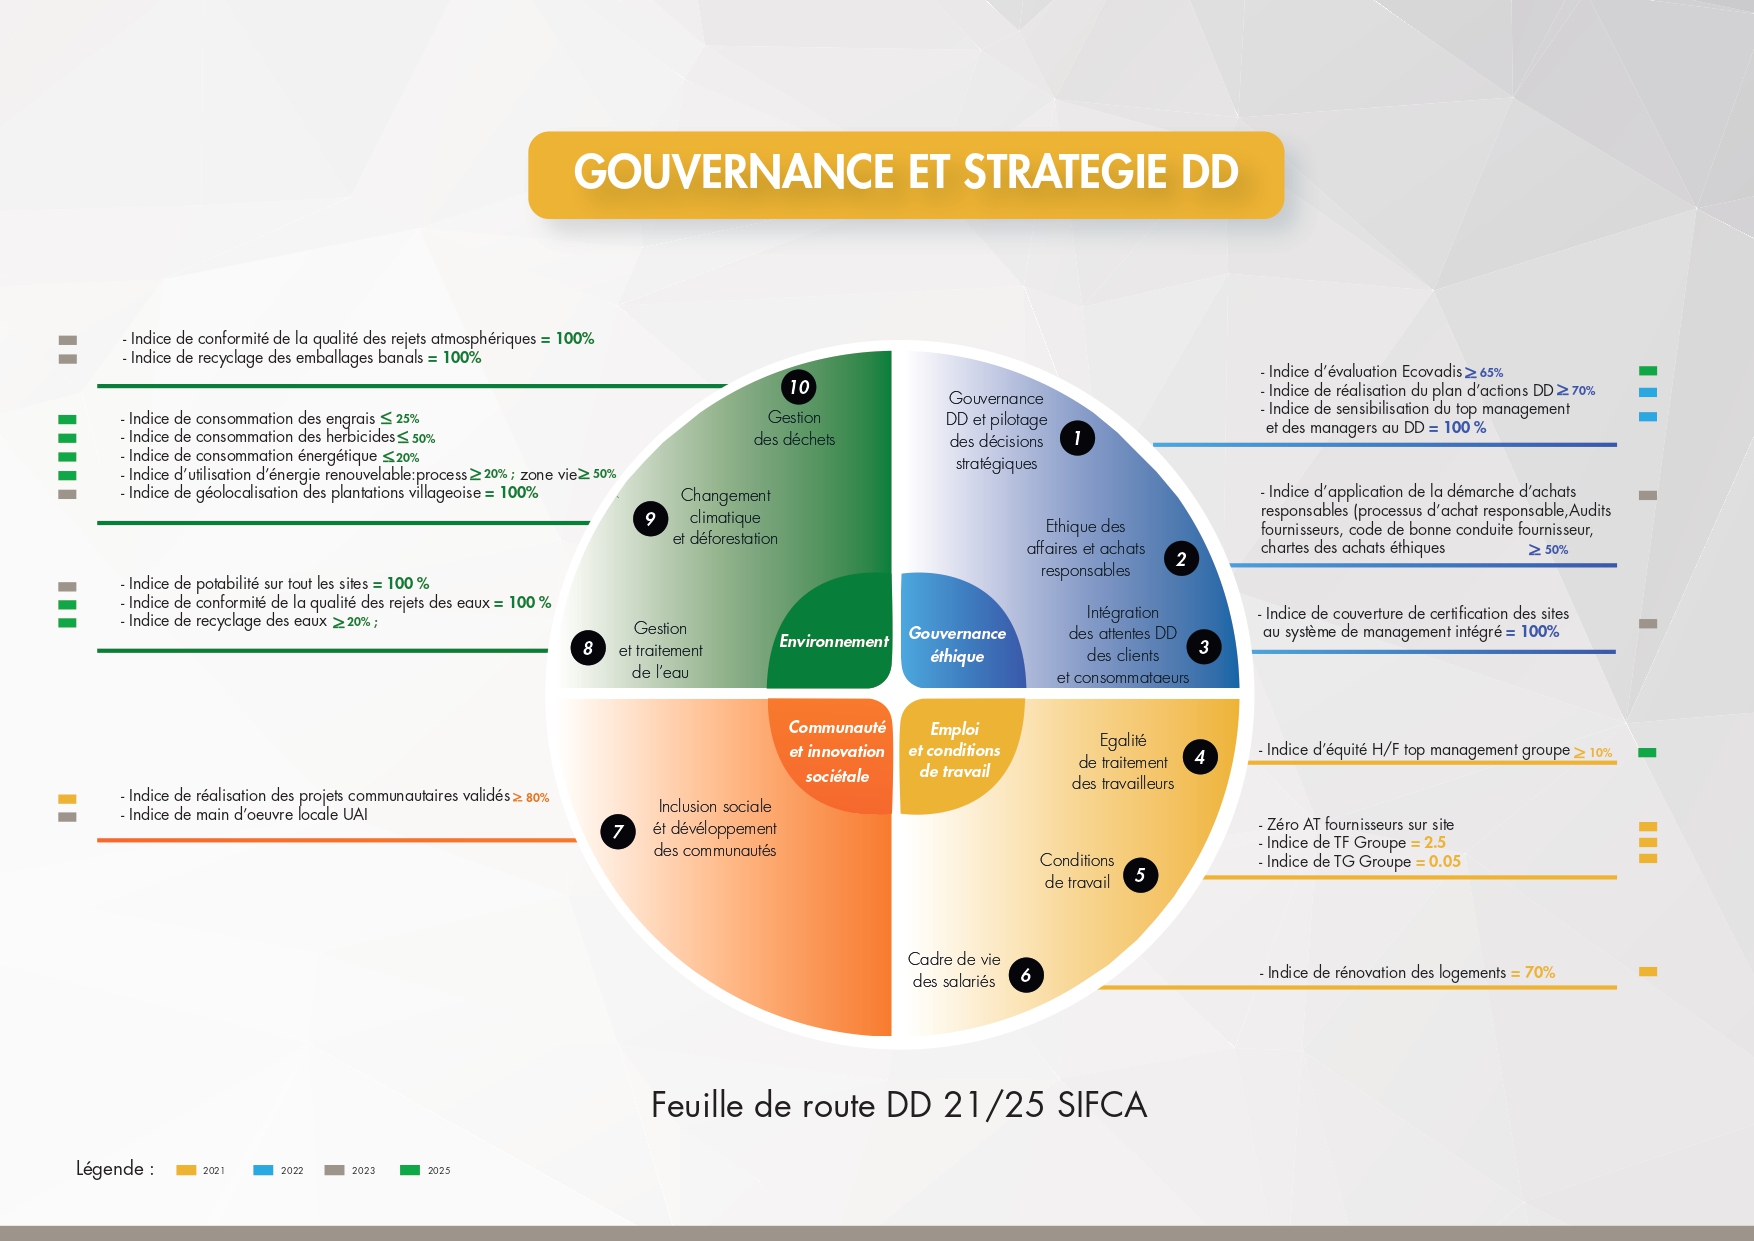 GOUVERNANCE ET STRATEGIE DD
- Indice de conformité de la qualité des rejets atmosphériques = 100%
- Indice de recyclage des emballages banals = 100%
- Indice de consommation des engrais ≤ 25%
- Indice de consommation des herbicides ≤ 50%
- Indice de consommation énergétique ≤20%
- Indice d'utilisation d'énergie renouvelable:process ≥ 20% ; zone vie ≥ 50%
- Indice de géolocalisation des plantations villageoise = 100%
- Indice de potabilité sur tout les sites = 100 %
- Indice de conformité de la qualité des rejets des eaux = 100 %
- Indice de recyclage des eaux ≥ 20% ;
- Indice de réalisation des projets communautaires validés ≥ 80%
- Indice de main d'oeuvre locale UAI
10
Gestion
des déchets
9
Changement
climatique
et déforestation
8
Gestion
et traitement
de l'eau
Environnement
Gouvernance
éthique
Communauté
et innovation
sociétale
Emploi
et conditions
de travail
7
Inclusion sociale
ét dévéloppement
des communautés
Gouvernance
DD et pilotage
des décisions
stratégiques
1
Ethique des
affaires et achats
responsables
2
Intégration
des attentes DD
des clients
et consommataeurs
3
Egalité
de traitement
des travailleurs
4
Conditions
de travail
5
Cadre de vie
des salariés
6
- Indice d'évaluation Ecovadis ≥ 65%
- Indice de réalisation du plan d'actions DD ≥ 70%
- Indice de sensibilisation du top management
et des managers au DD = 100 %
- Indice d'application de la démarche d'achats
responsables (processus d'achat responsable,Audits
fournisseurs, code de bonne conduite fournisseur,
chartes des achats éthiques ≥ 50%
- Indice de couverture de certification des sites
au système de management intégré = 100%
- Indice d'équité H/F top management groupe ≥ 10%
- Zéro AT fournisseurs sur site
- Indice de TF Groupe = 2.5
- Indice de TG Groupe = 0.05
- Indice de rénovation des logements = 70%
Feuille de route DD 21/25 SIFCA
Légende : 2021 2022 2023 2025